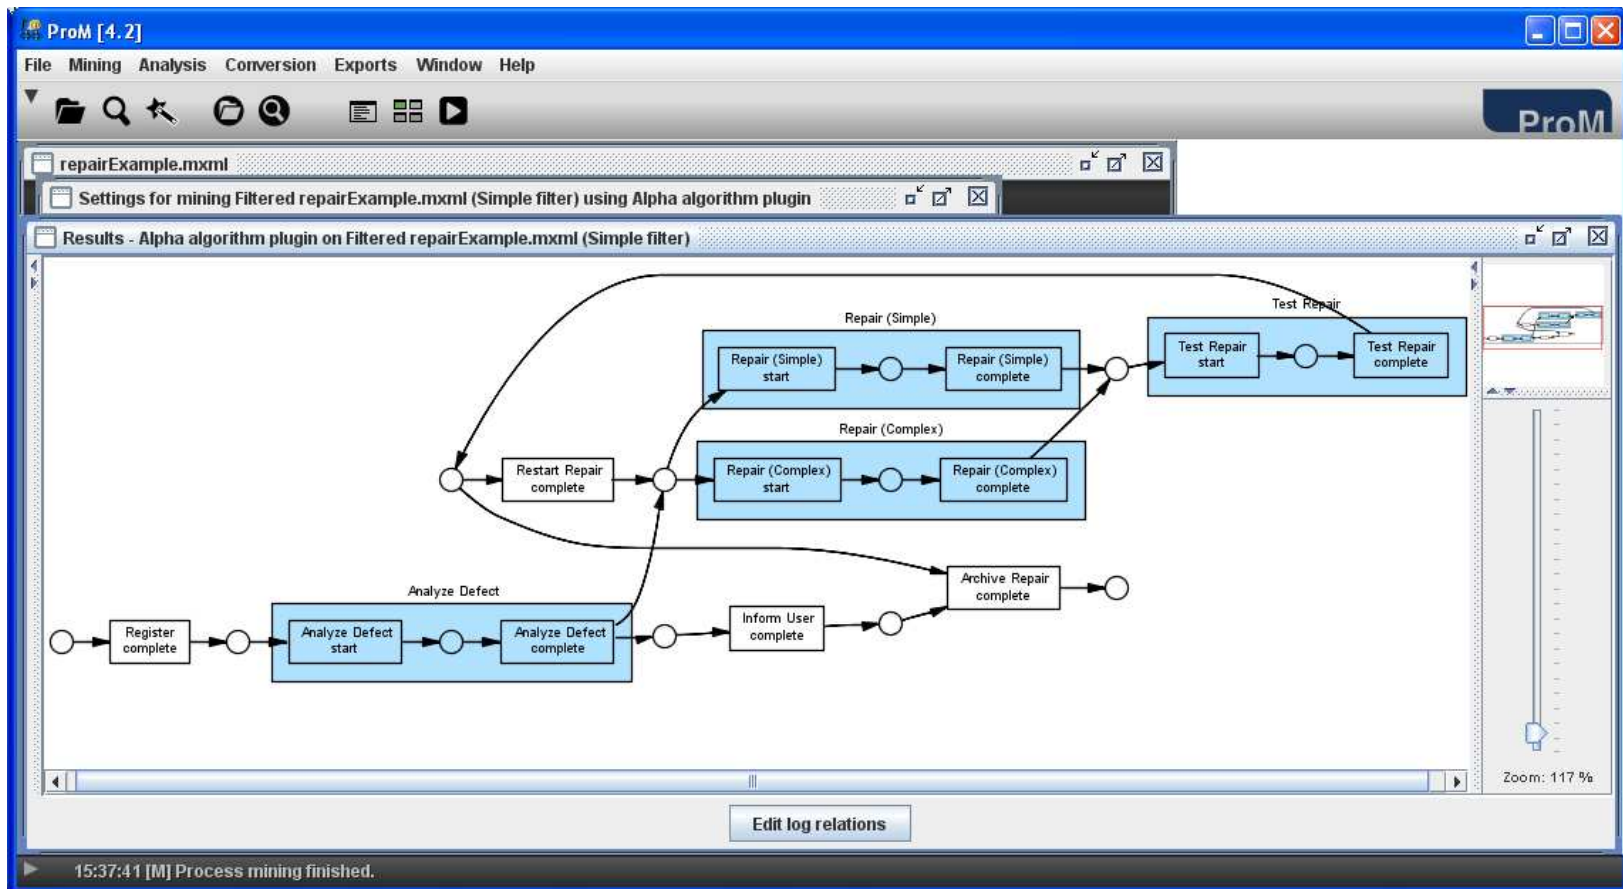 ProM [4.2]
File Mining Analysis Conversion Exports Window Help
ProM
repairExample.mxml
Settings for mining Filtered repairExample.mxml (Simple filter) using Alpha algorithm plugin
Results - Alpha algorithm plugin on Filtered repairExample.mxml (Simple filter)
Test Repair
Repair (Simple)
Repair (Simple)
start
Repair (Simple)
complete
Test Repair
start
Test Repair
complete
Repair (Complex)
Restart Repair
complete
Repair (Complex)
start
Repair (Complex)
complete
Archive Repair
complete
Analyze Defect
Inform User
complete
Register
complete
Analyze Defect
start
Analyze Defect
complete
Zoom: 117 %
Edit log relations
15:37:41 [M] Process mining finished.